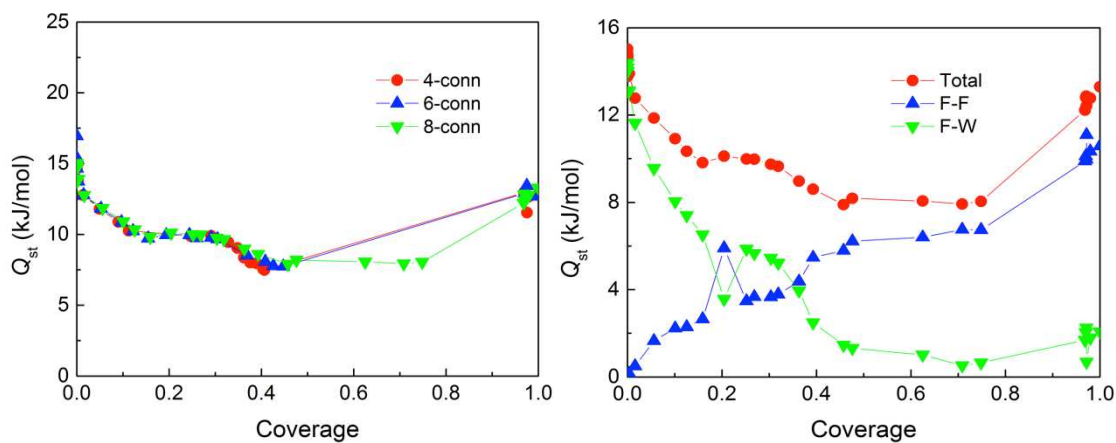 25
20
15
10
5
0
Qst (kJ/mol)
4-conn
6-conn
8-conn
0.0 0.2 0.4 0.6 0.8 1.0
Coverage
16
12
8
4
0
Qst (kJ/mol)
Total
F-F
F-W
0.0 0.2 0.4 0.6 0.8 1.0
Coverage